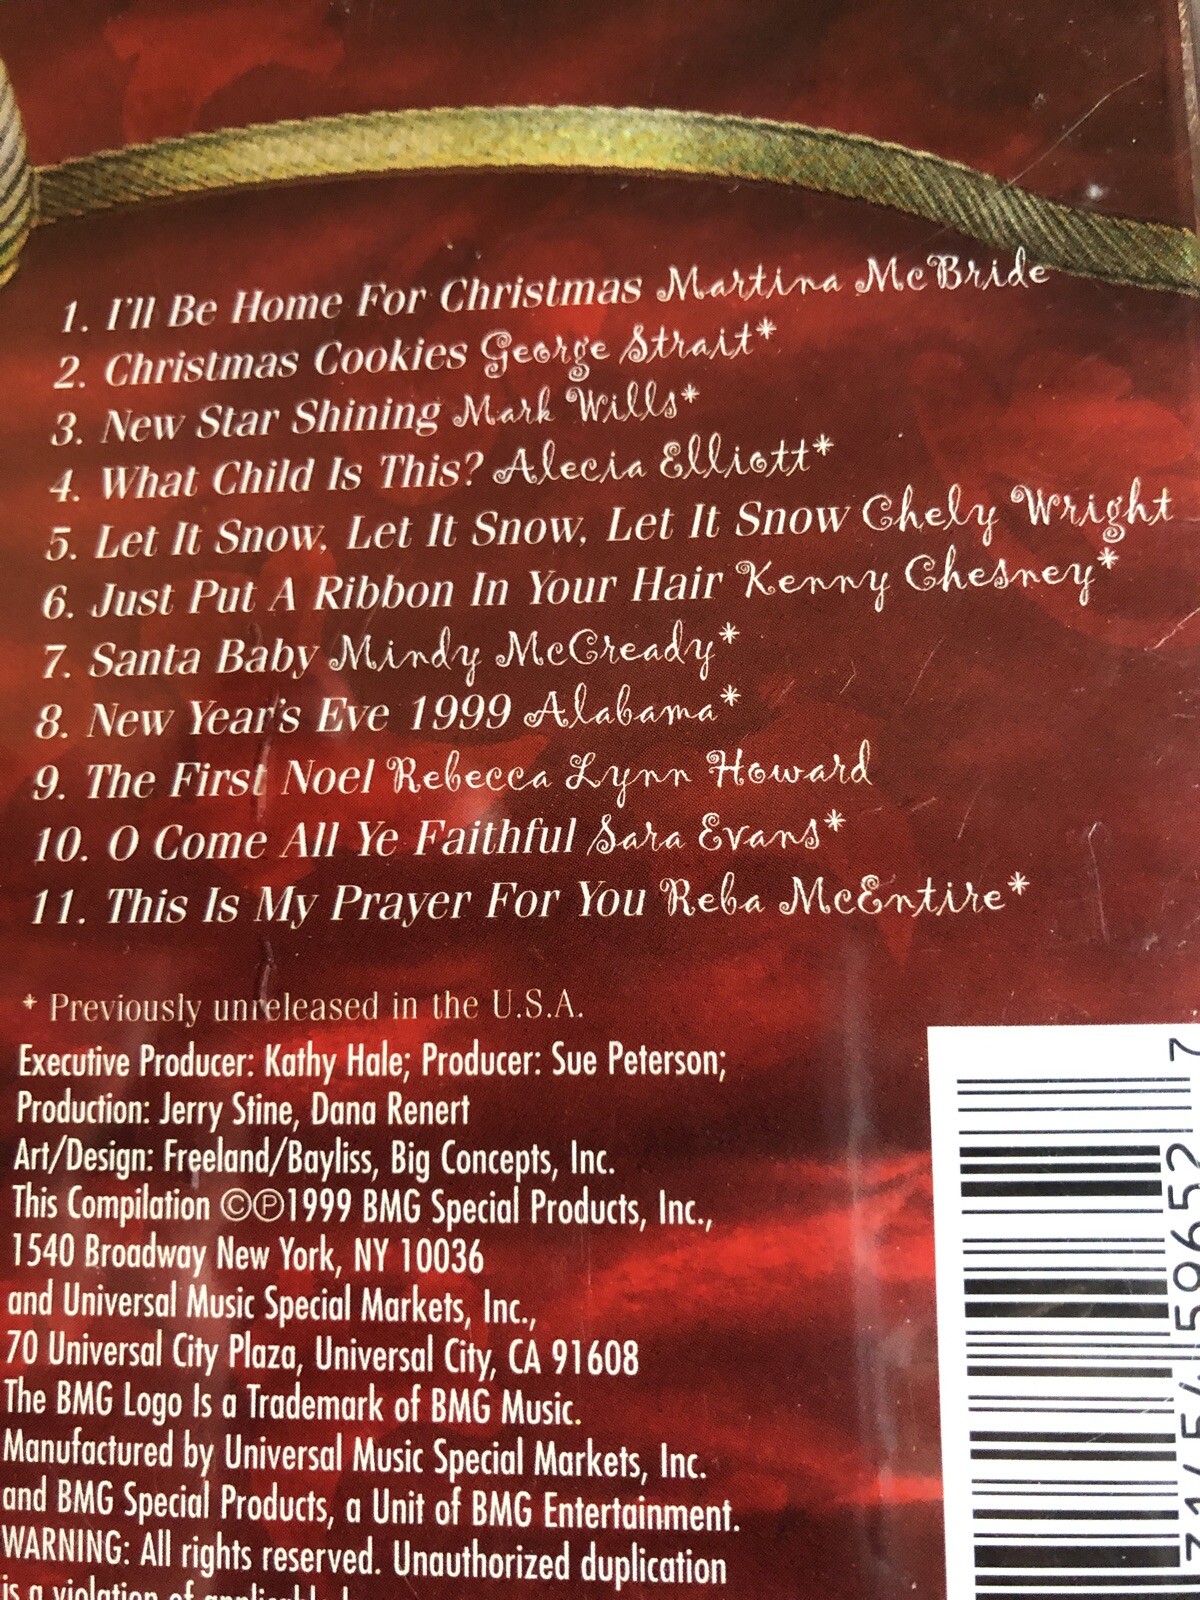 1. I'll Be Home For Christmas Martina McBride
2. Christmas Cookies George Strait*
3. New Star Shining Mark Wills*
4. What Child Is This? Alecia Elliott*
5. Let It Snow, Let It Snow, Let It Snow Chely Wright
6. Just Put A Ribbon In Your Hair Kenny Chesney*
7. Santa Baby Mindy McCready*
8. New Year's Eve 1999 Alabama*
9. The First Noel Rebecca Lynn Howard
10. O Come All Ye Faithful Sara Evans*
11. This Is My Prayer For You Reba McEntire*
* Previously unreleased in the U.S.A.
Executive Producer: Kathy Hale; Producer: Sue Peterson;
Production: Jerry Stine, Dana Renert
Art/Design: Freeland/Bayliss, Big Concepts, Inc.
This Compilation ©℗1999 BMG Special Products, Inc.,
1540 Broadway New York, NY 10036
and Universal Music Special Markets, Inc.,
70 Universal City Plaza, Universal City, CA 91608
The BMG Logo Is a Trademark of BMG Music.
Manufactured by Universal Music Special Markets, Inc.
and BMG Special Products, a Unit of BMG Entertainment.
WARNING: All rights reserved. Unauthorized duplication
is a violation of
59652 7